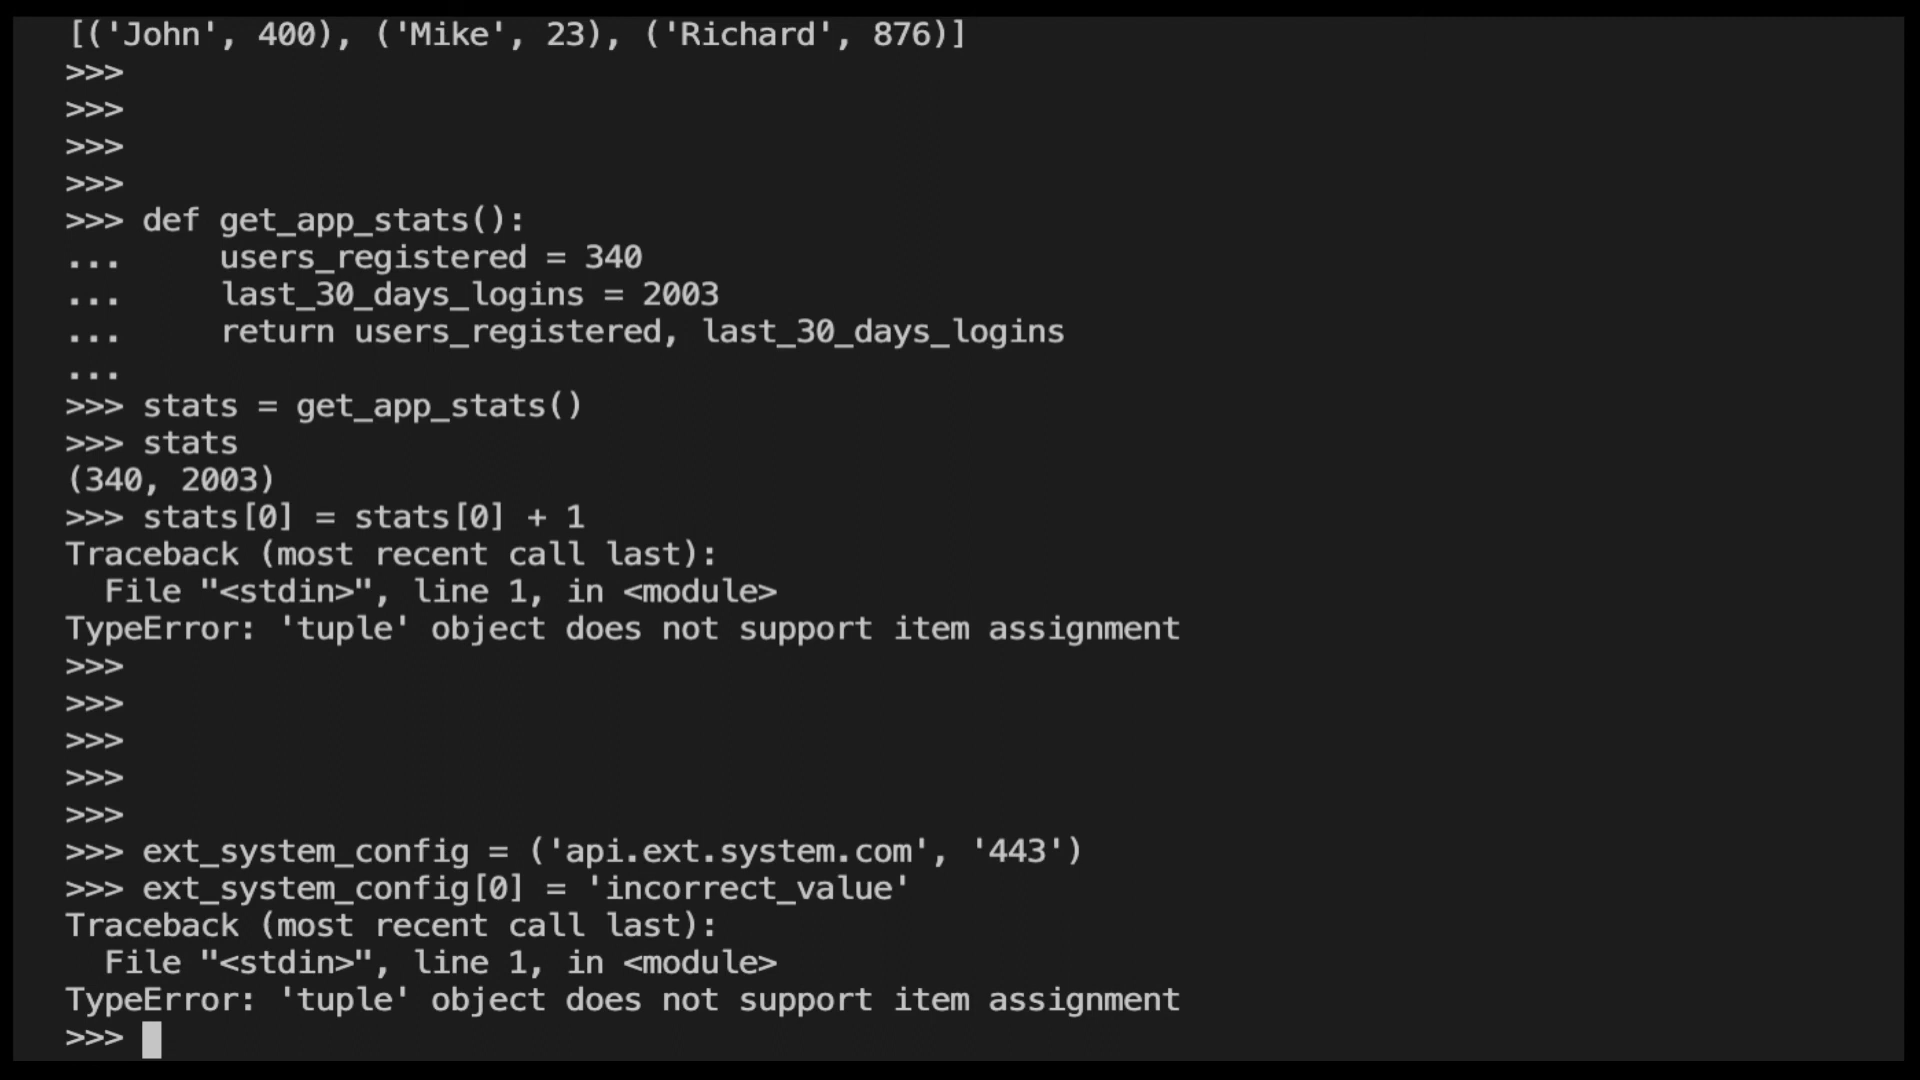 [('John', 400), ('Mike', 23), ('Richard', 876)]
>>>
>>>
>>>
>>>
>>> def get_app_stats():
...     users_registered = 340
...     last_30_days_logins = 2003
...     return users_registered, last_30_days_logins
...
>>> stats = get_app_stats()
>>> stats
(340, 2003)
>>> stats[0] = stats[0] + 1
Traceback (most recent call last):
  File "<stdin>", line 1, in <module>
TypeError: 'tuple' object does not support item assignment
>>>
>>>
>>>
>>>
>>>
>>> ext_system_config = ('api.ext.system.com', '443')
>>> ext_system_config[0] = 'incorrect_value'
Traceback (most recent call last):
  File "<stdin>", line 1, in <module>
TypeError: 'tuple' object does not support item assignment
>>>